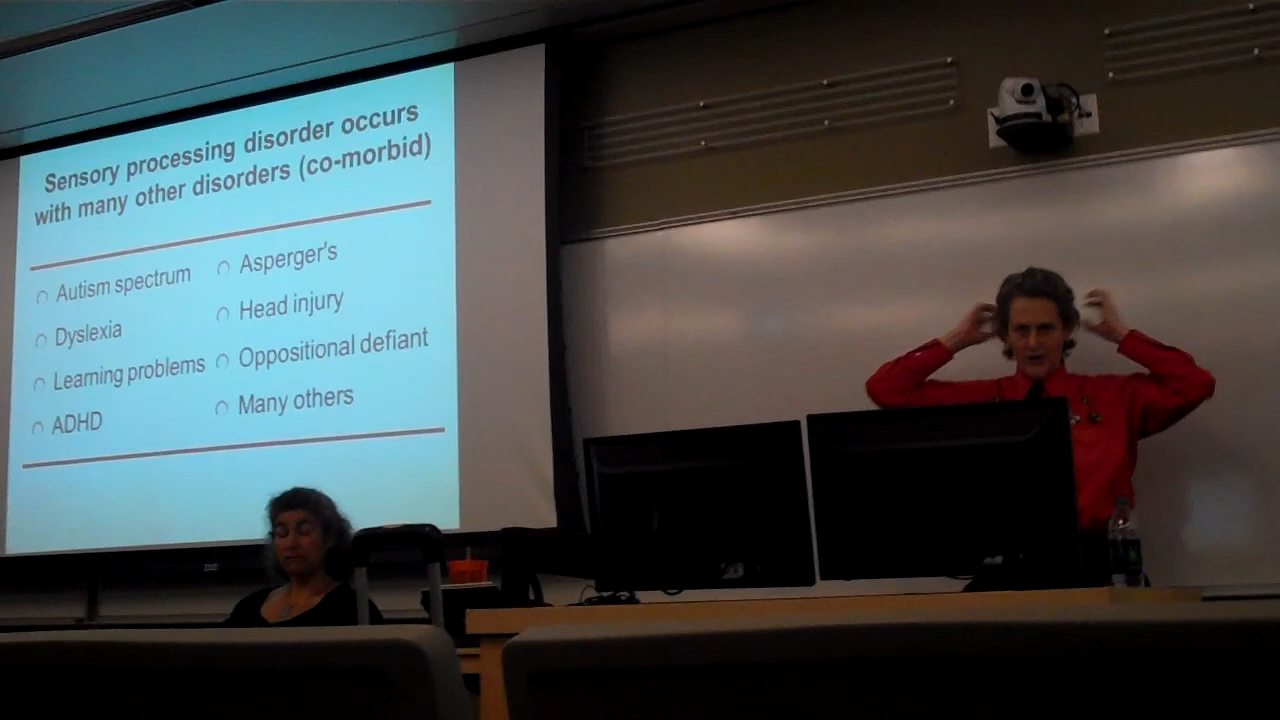 Sensory processing disorder occurs
with many other disorders (co-morbid)
Autism spectrum
Dyslexia
Learning problems
ADHD
Asperger's
Head injury
Oppositional defiant
Many others